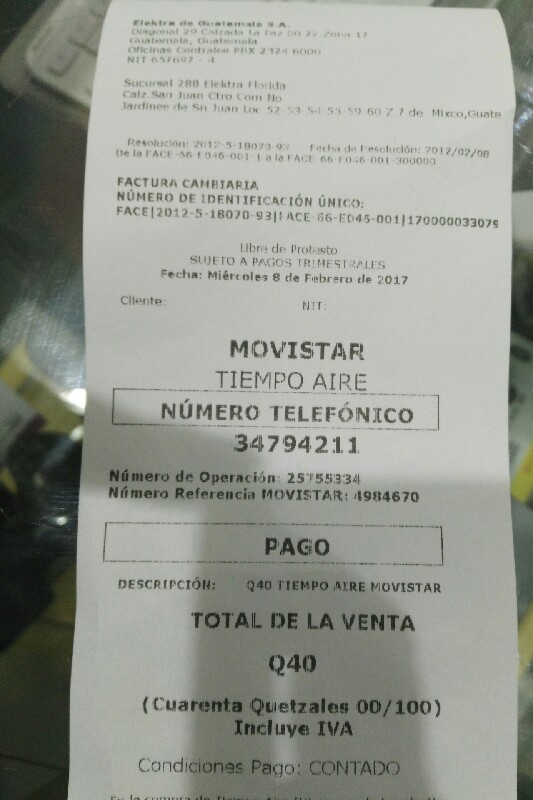 Elektra de Guatemala S.A.
Diagonal 29 Calzada La Paz 00-22 Zona 17
Guatemala, Guatemala
Oficinas Centrales PBX 2324 6000
NIT 657697 - 4
Sucursal 288 Elektra Florida
Calz.San Juan Ctro Com No
Jardines de Sn Juan Loc 52-53-54-55-59-60 Z.7 de Mixco,Guate
Resolución: 2012-5-18070-93 Fecha de Resolución: 2012/02/08
De la FACE-66-E046-001 1 a la FACE-66-E046-001-300000
FACTURA CAMBIARIA
NÚMERO DE IDENTIFICACIÓN ÚNICO:
FACE|2012-5-18070-93|FACE-66-E046-001|170000033079
Libre de Protesto
SUJETO A PAGOS TRIMESTRALES
Fecha: Miércoles 8 de Febrero de 2017
Cliente: NIT:
MOVISTAR
TIEMPO AIRE
NÚMERO TELEFÓNICO
34794211
Número de Operación: 25755334
Número Referencia MOVISTAR: 4984670
PAGO
DESCRIPCIÓN: Q40 TIEMPO AIRE MOVISTAR
TOTAL DE LA VENTA
Q40
(Cuarenta Quetzales 00/100)
Incluye IVA
Condiciones Pago: CONTADO